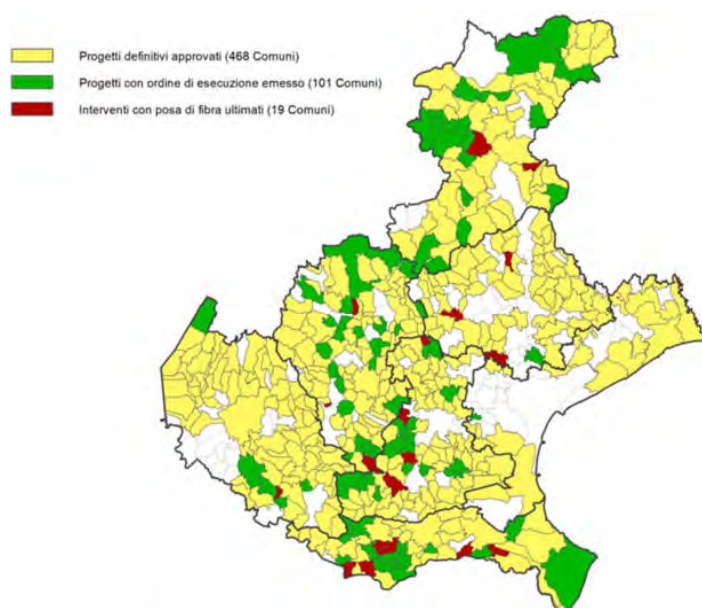 Progetti definitivi approvati (468 Comuni)
Progetti con ordine di esecuzione emesso (101 Comuni)
Interventi con posa di fibra ultimati (19 Comuni)